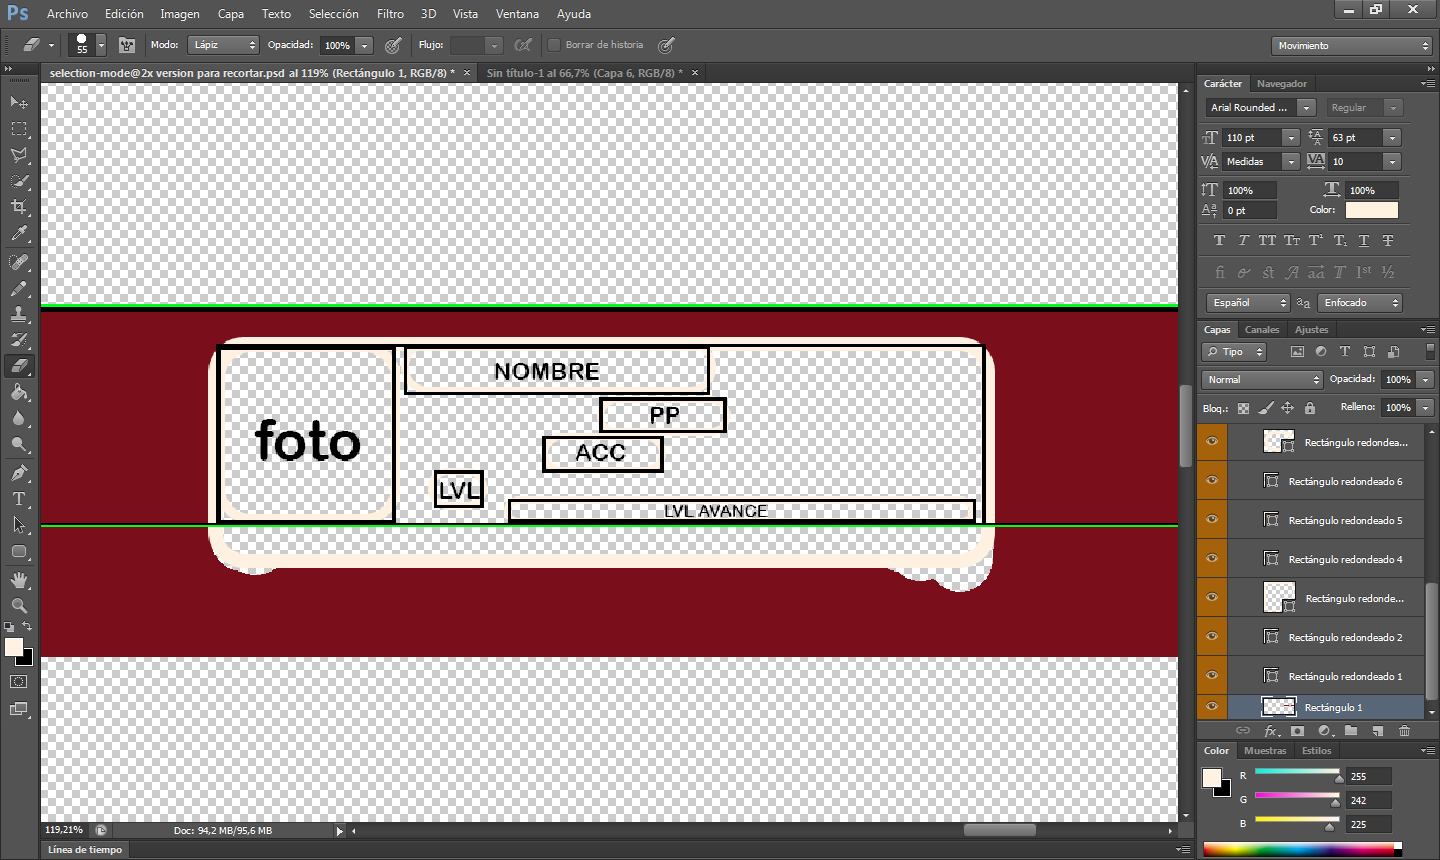 Ps Archivo Edición Imagen Capa Texto Selección Filtro 3D Vista Ventana Ayuda
55 Modo: Lápiz Opacidad: 100% Flujo: Borrar de historia Movimiento
selection-mode@2x version para recortar.psd al 119% (Rectángulo 1, RGB/8) * × Sin título-1 al 66,7% (Capa 6, RGB/8) * ×
Carácter Navegador
Arial Rounded ... Regular
110 pt 63 pt
Medidas 10
100% 100%
0 pt Color:
Español Enfocado
Capas Canales Ajustes
Tipo
Normal Opacidad: 100%
Bloq.: Relleno: 100%
Rectángulo redondea...
Rectángulo redondeado 6
Rectángulo redondeado 5
Rectángulo redondeado 4
Rectángulo redonde...
Rectángulo redondeado 2
Rectángulo redondeado 1
Rectángulo 1
Color Muestras Estilos
R 255
G 242
B 225
NOMBRE
PP
foto
ACC
LVL
LVL AVANCE
119,21% Doc: 94,2 MB/95,6 MB
Línea de tiempo